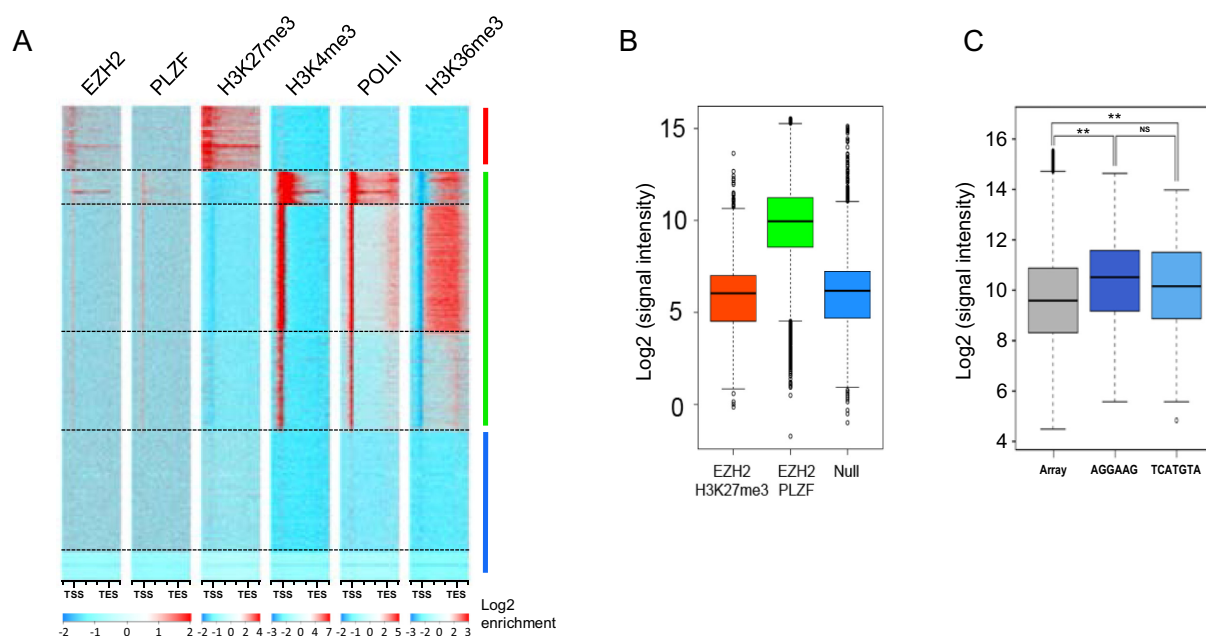 A
EZH2
PLZF
H3K27me3
H3K4me3
POLII
H3K36me3
TSS TES TSS TES TSS TES TSS TES TSS TES TSS TES
-2 -1 0 1 2
-2 -1 0 2 4
-3 -1 0 4 7
-2 -1 0 2 5
-3 -1 0 1 3
Log2
enrichment
B
Log2 (signal intensity)
15
10
5
0
EZH2
H3K27me3
EZH2
PLZF
Null
C
Log2 (signal intensity)
16
14
12
10
8
6
4
**
**
NS
Array
AGGAAG
TCATGTA